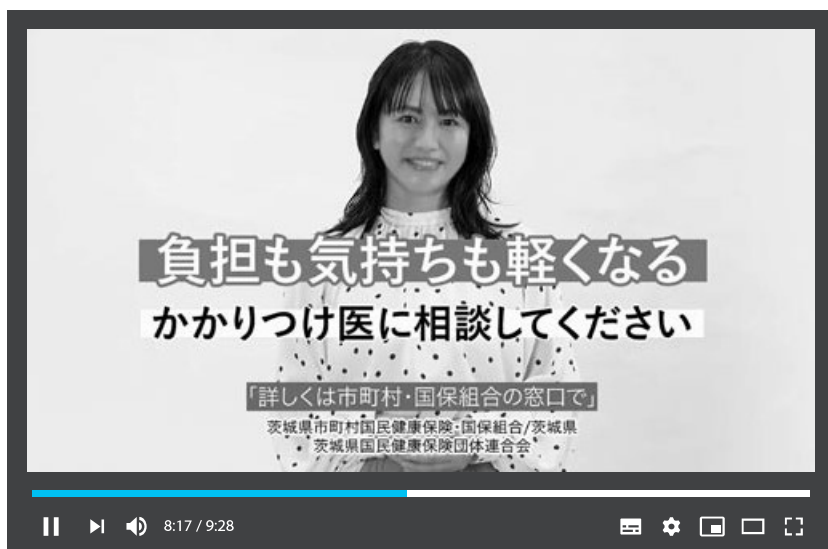 負担も気持ちも軽くなる
かかりつけ医に相談してください
「詳しくは市町村・国保組合の窓口で」
茨城県市町村国民健康保険・国保組合/茨城県
茨城県国民健康保険団体連合会
8:17 / 9:28